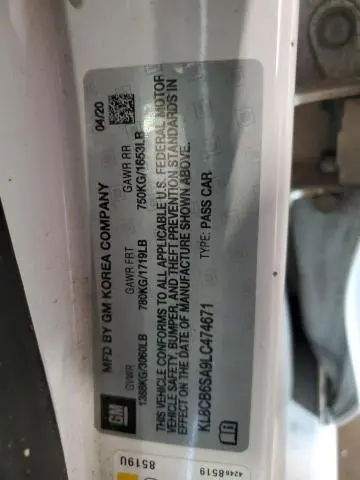 MFD BY GM KOREA COMPANY 04/20
GVWR GAWR FRT GAWR RR
1388KG/3060LB 780KG/1719LB 750KG/1653LB
THIS VEHICLE CONFORMS TO ALL APPLICABLE U.S. FEDERAL MOTOR
VEHICLE SAFETY, BUMPER, AND THEFT PREVENTION STANDARDS IN
EFFECT ON THE DATE OF MANUFACTURE SHOWN ABOVE.
KL8CB6SA9LC474671 TYPE: PASS CAR
GM
4246 8519
8519U